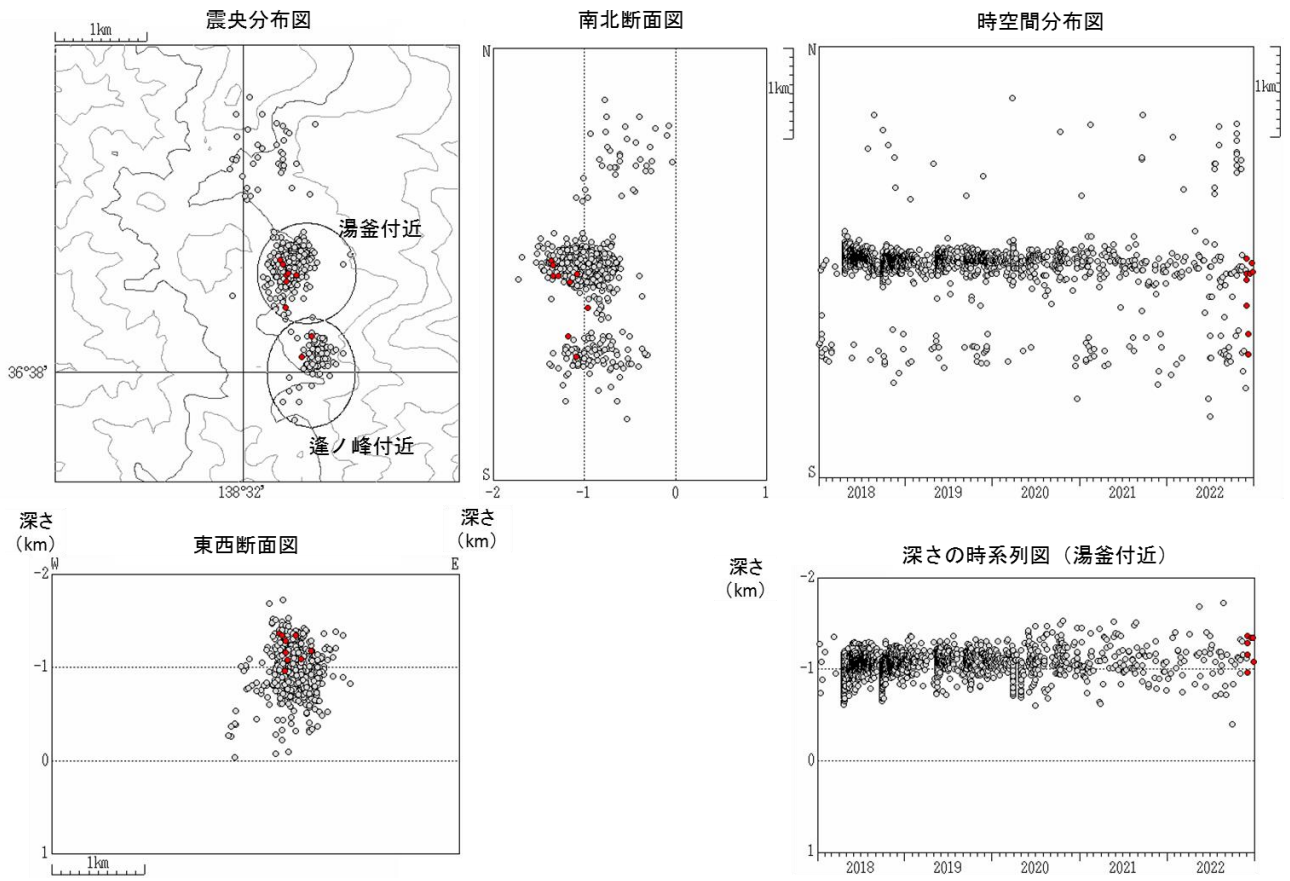 震央分布図
1km
湯釜付近
逢ノ峰付近
36°38'
138°32'
南北断面図
N
1km
S
-2
-1
0
1
時空間分布図
N
1km
S
2018
2019
2020
2021
2022
深さ
(km)
東西断面図
W
E
-2
-1
0
1
1km
深さ
(km)
深さ
(km)
深さの時系列図（湯釜付近）
-2
-1
0
1
2018
2019
2020
2021
2022